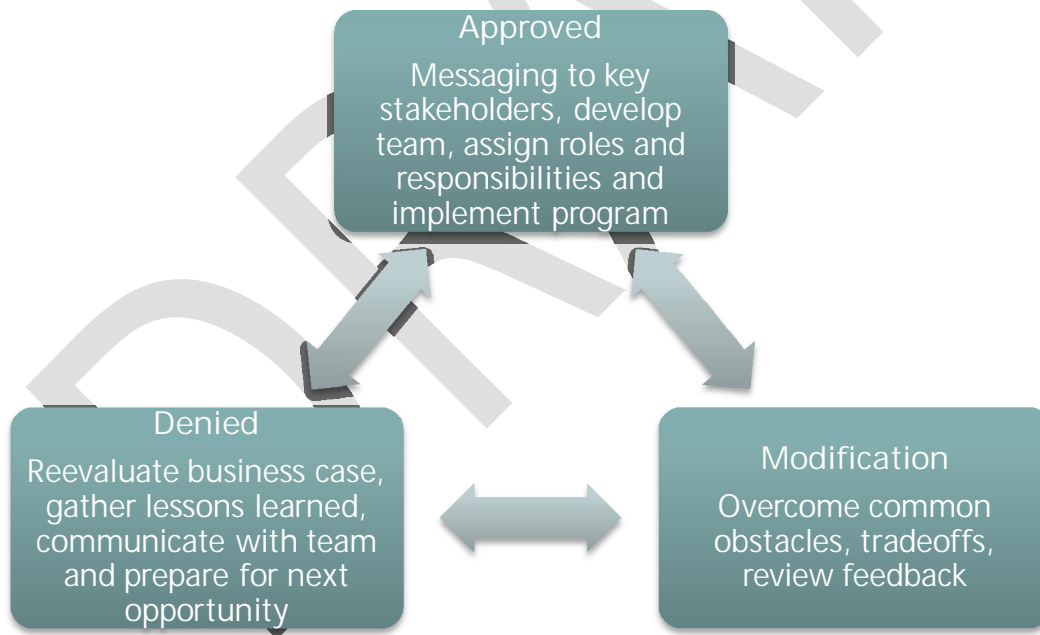 Approved
Messaging to key
stakeholders, develop
team, assign roles and
responsibilities and
implement program
Denied
Reevaluate business case,
gather lessons learned,
communicate with team
and prepare for next
opportunity
Modification
Overcome common
obstacles, tradeoffs,
review feedback